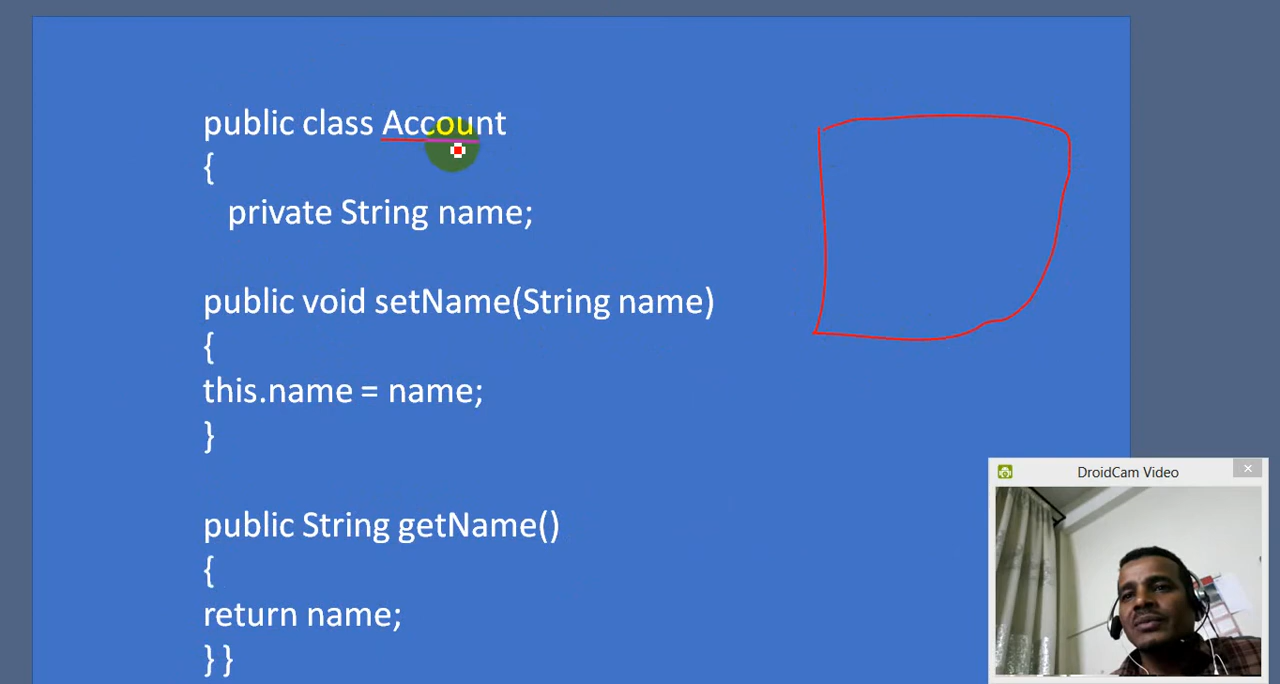 public class Account
{
private String name;
public void setName(String name)
{
this.name = name;
}
public String getName()
{
return name;
} }
DroidCam Video